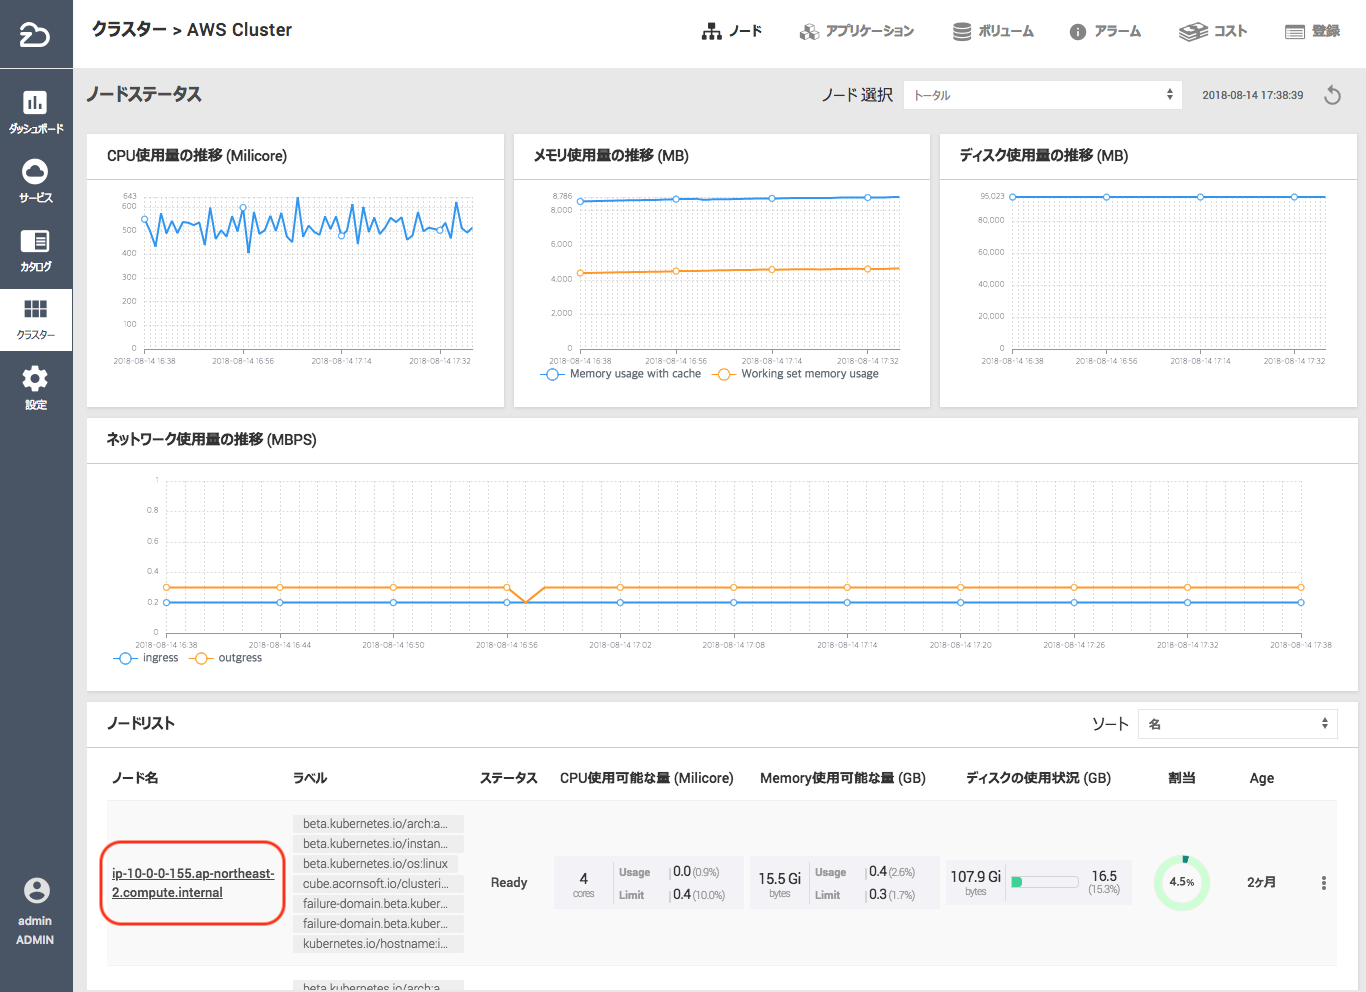 クラスター > AWS Cluster
ノード
アプリケーション
ボリューム
アラーム
コスト
登録
ダッシュボード
サービス
カタログ
クラスター
設定
admin
ADMIN
ノードステータス
ノード 選択
トータル
2018-08-14 17:38:39
CPU使用量の推移 (Milicore)
643
600
500
400
300
200
100
0
2018-08-14 16:38
2018-08-14 16:56
2018-08-14 17:14
2018-08-14 17:32
メモリ使用量の推移 (MB)
8,786
8,000
6,000
4,000
2,000
0
2018-08-14 16:38
2018-08-14 16:56
2018-08-14 17:14
2018-08-14 17:32
Memory usage with cache
Working set memory usage
ディスク使用量の推移 (MB)
95,023
80,000
60,000
40,000
20,000
0
2018-08-14 16:38
2018-08-14 16:56
2018-08-14 17:14
2018-08-14 17:32
ネットワーク使用量の推移 (MBPS)
1
0.8
0.6
0.4
0.2
0
2018-08-14 16:38
2018-08-14 16:44
2018-08-14 16:50
2018-08-14 16:56
2018-08-14 17:02
2018-08-14 17:08
2018-08-14 17:14
2018-08-14 17:20
2018-08-14 17:26
2018-08-14 17:32
2018-08-14 17:38
ingress
outgress
ノードリスト
ソート
名
ノード名
ラベル
ステータス
CPU使用可能な量 (Milicore)
Memory使用可能な量 (GB)
ディスクの使用状況 (GB)
割当
Age
ip-10-0-0-155.ap-northeast-
2.compute.internal
beta.kubernetes.io/arch:a...
beta.kubernetes.io/instan...
beta.kubernetes.io/os:linux
cube.acornsoft.io/clusteri...
failure-domain.beta.kuber...
failure-domain.beta.kuber...
kubernetes.io/hostname:i...
Ready
4
cores
Usage
0.0 (0.9%)
Limit
0.4 (10.0%)
15.5 Gi
bytes
Usage
0.4 (2.6%)
Limit
0.3 (1.7%)
107.9 Gi
bytes
16.5
(15.3%)
4.5%
2ヶ月
beta.kubernetes.io/arch:a...